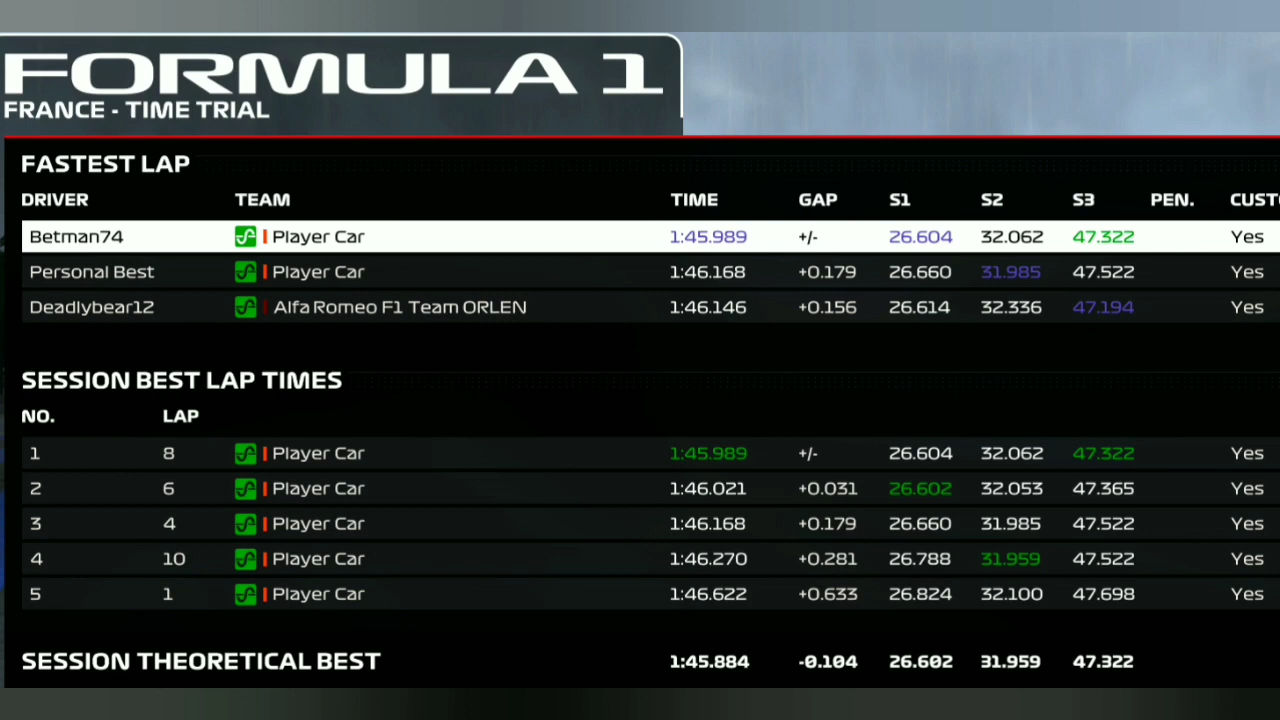 FORMULA 1
FRANCE - TIME TRIAL
FASTEST LAP
DRIVER TEAM TIME GAP S1 S2 S3 PEN. CUST
Betman74 Player Car 1:45.989 +/- 26.604 32.062 47.322 Yes
Personal Best Player Car 1:46.168 +0.179 26.660 31.985 47.522 Yes
Deadlybear12 Alfa Romeo F1 Team ORLEN 1:46.146 +0.156 26.614 32.336 47.194 Yes
SESSION BEST LAP TIMES
NO. LAP
1 8 Player Car 1:45.989 +/- 26.604 32.062 47.322 Yes
2 6 Player Car 1:46.021 +0.031 26.602 32.053 47.365 Yes
3 4 Player Car 1:46.168 +0.179 26.660 31.985 47.522 Yes
4 10 Player Car 1:46.270 +0.281 26.788 31.959 47.522 Yes
5 1 Player Car 1:46.622 +0.633 26.824 32.100 47.698 Yes
SESSION THEORETICAL BEST 1:45.884 -0.104 26.602 31.959 47.322